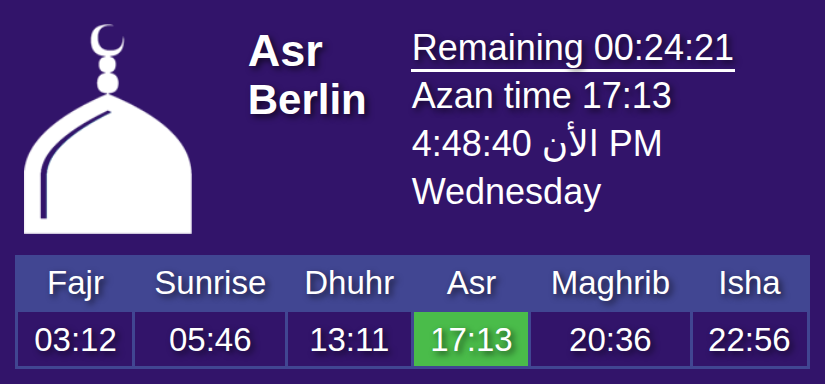 Asr
Berlin
Remaining 00:24:21
Azan time 17:13
4:48:40 الأن PM
Wednesday
Fajr Sunrise Dhuhr Asr Maghrib Isha
03:12 05:46 13:11 17:13 20:36 22:56